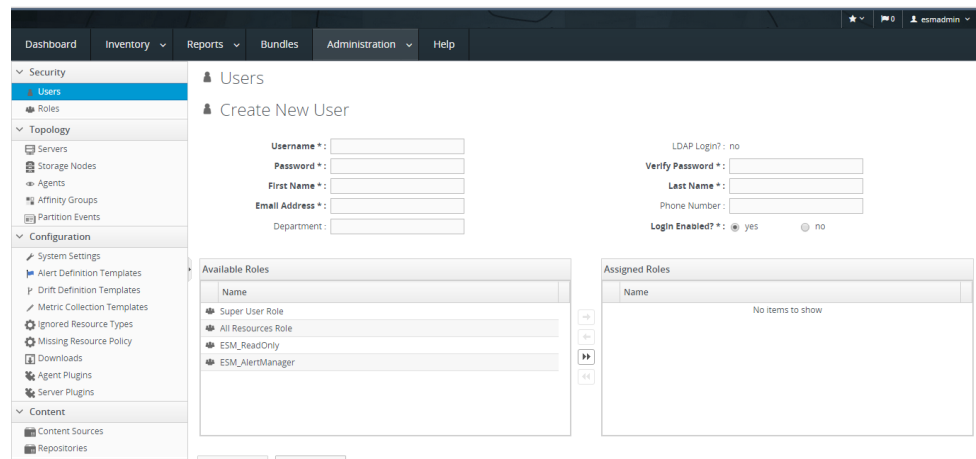 0 esmadmin
Dashboard Inventory Reports Bundles Administration Help
Security
Users
Roles
Topology
Servers
Storage Nodes
Agents
Affinity Groups
Partition Events
Configuration
System Settings
Alert Definition Templates
Drift Definition Templates
Metric Collection Templates
Ignored Resource Types
Missing Resource Policy
Downloads
Agent Plugins
Server Plugins
Content
Content Sources
Repositories
Users
Create New User
Username * : LDAP Login? : no
Password * : Verify Password * :
First Name * : Last Name * :
Email Address * : Phone Number :
Department : Login Enabled? * : yes no
Available Roles
Name
Super User Role
All Resources Role
ESM_ReadOnly
ESM_AlertManager
Assigned Roles
Name
No items to show